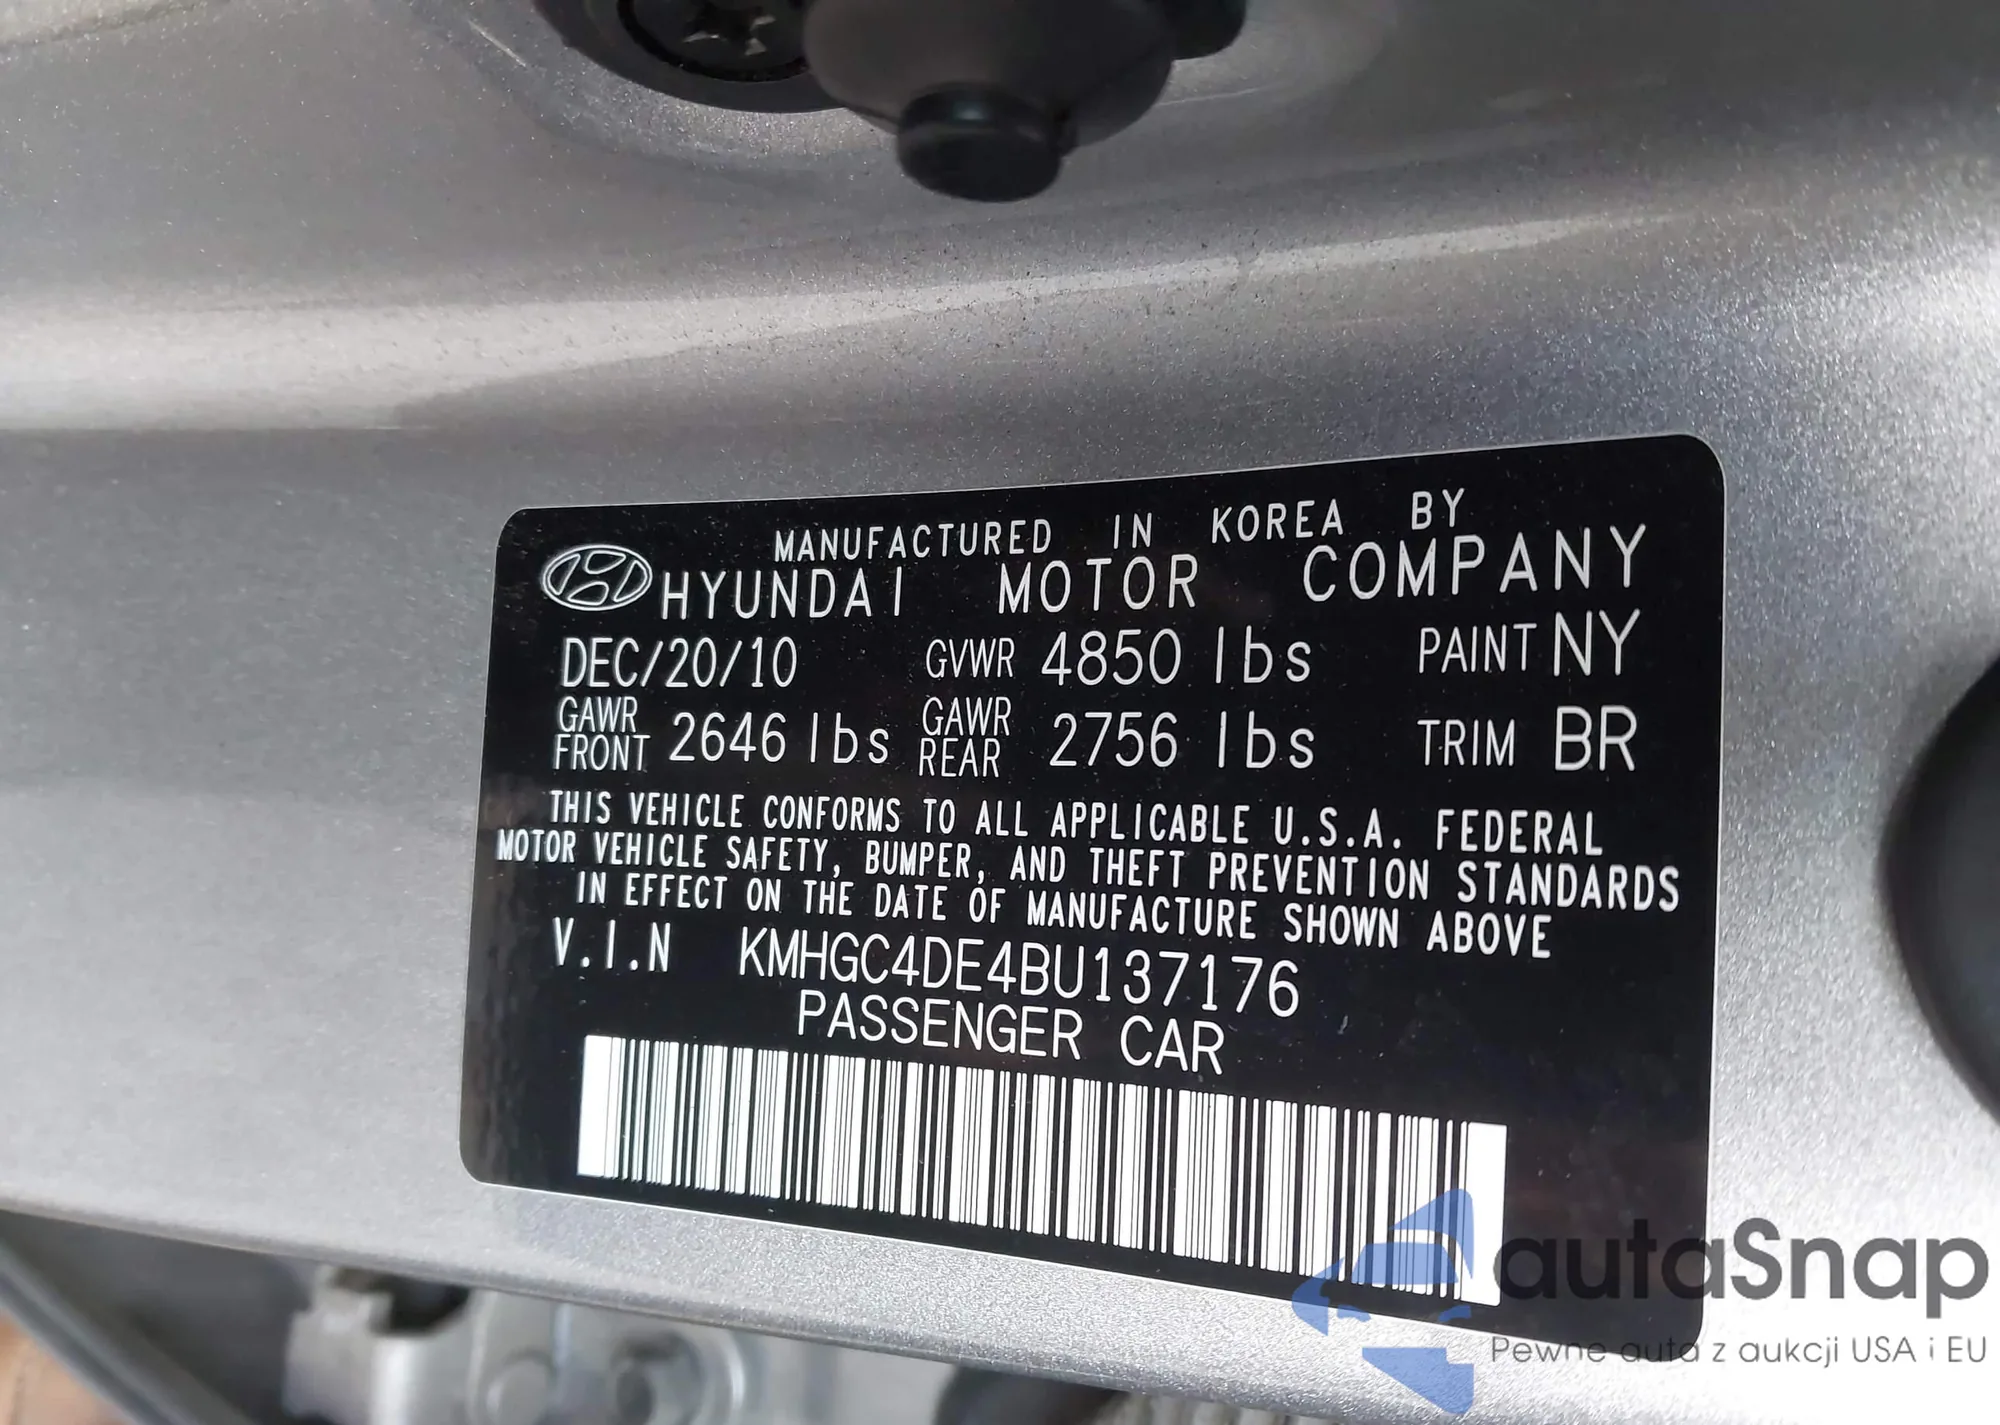 MANUFACTURED IN KOREA BY
HYUNDAI MOTOR COMPANY
DEC/20/10 GVWR 4850 lbs PAINT NY
GAWR FRONT 2646 lbs GAWR REAR 2756 lbs TRIM BR
THIS VEHICLE CONFORMS TO ALL APPLICABLE U.S.A. FEDERAL
MOTOR VEHICLE SAFETY, BUMPER, AND THEFT PREVENTION STANDARDS
IN EFFECT ON THE DATE OF MANUFACTURE SHOWN ABOVE
V.I.N KMHGC4DE4BU137176
PASSENGER CAR
autaSnap
Pewne auta z aukcji USA i EU